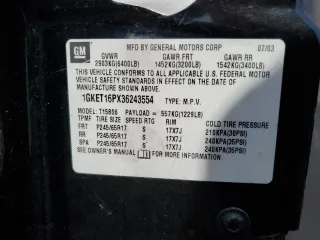 GM MFD BY GENERAL MOTORS CORP 07/03
GVWR GAWR FRT GAWR RR
2903KG(6400LB) 1452KG(3200LB) 1542KG(3400LB)
THIS VEHICLE CONFORMS TO ALL APPLICABLE U.S. FEDERAL
MOTOR VEHICLE SAFETY STANDARDS IN EFFECT ON THE DATE OF
MANUFACTURE SHOWN ABOVE.
1GKET16PX36243554 TYPE: M.P.V.
MODEL: T15806 PAYLOAD = 557KG(1229LB)
TIRE SIZE SPEED RTG RIM COLD TIRE PRESSURE
FRT P245/65R17 S 17X7J 210KPA(30PSI)
RR P245/65R17 S 17X7J 240KPA(35PSI)
SPA P245/65R17 S 17X7J 240KPA(35PSI)
SEE OWNER'S MANUAL FOR ADDITIONAL INFORMATION